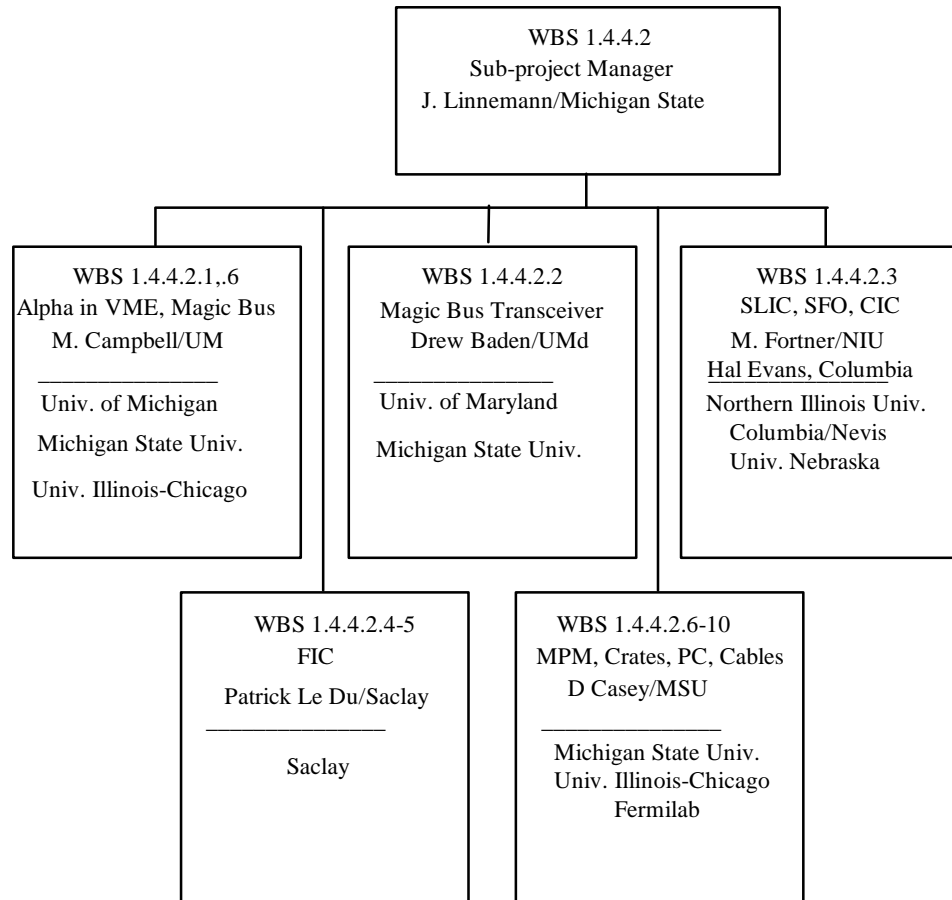 WBS 1.4.4.2
Sub-project Manager
J. Linnemann/Michigan State
WBS 1.4.4.2.1,.6
Alpha in VME, Magic Bus
M. Campbell/UM
_______________
Univ. of Michigan
Michigan State Univ.
Univ. Illinois-Chicago
WBS 1.4.4.2.2
Magic Bus Transceiver
Drew Baden/UMd
_______________
Univ. of Maryland
Michigan State Univ.
WBS 1.4.4.2.3
SLIC, SFO, CIC
M. Fortner/NIU
Hal Evans, Columbia
_______________
Northern Illinois Univ.
Columbia/Nevis
Univ. Nebraska
WBS 1.4.4.2.4-5
FIC
Patrick Le Du/Saclay
_______________
Saclay
WBS 1.4.4.2.6-10
MPM, Crates, PC, Cables
D Casey/MSU
_______________
Michigan State Univ.
Univ. Illinois-Chicago
Fermilab